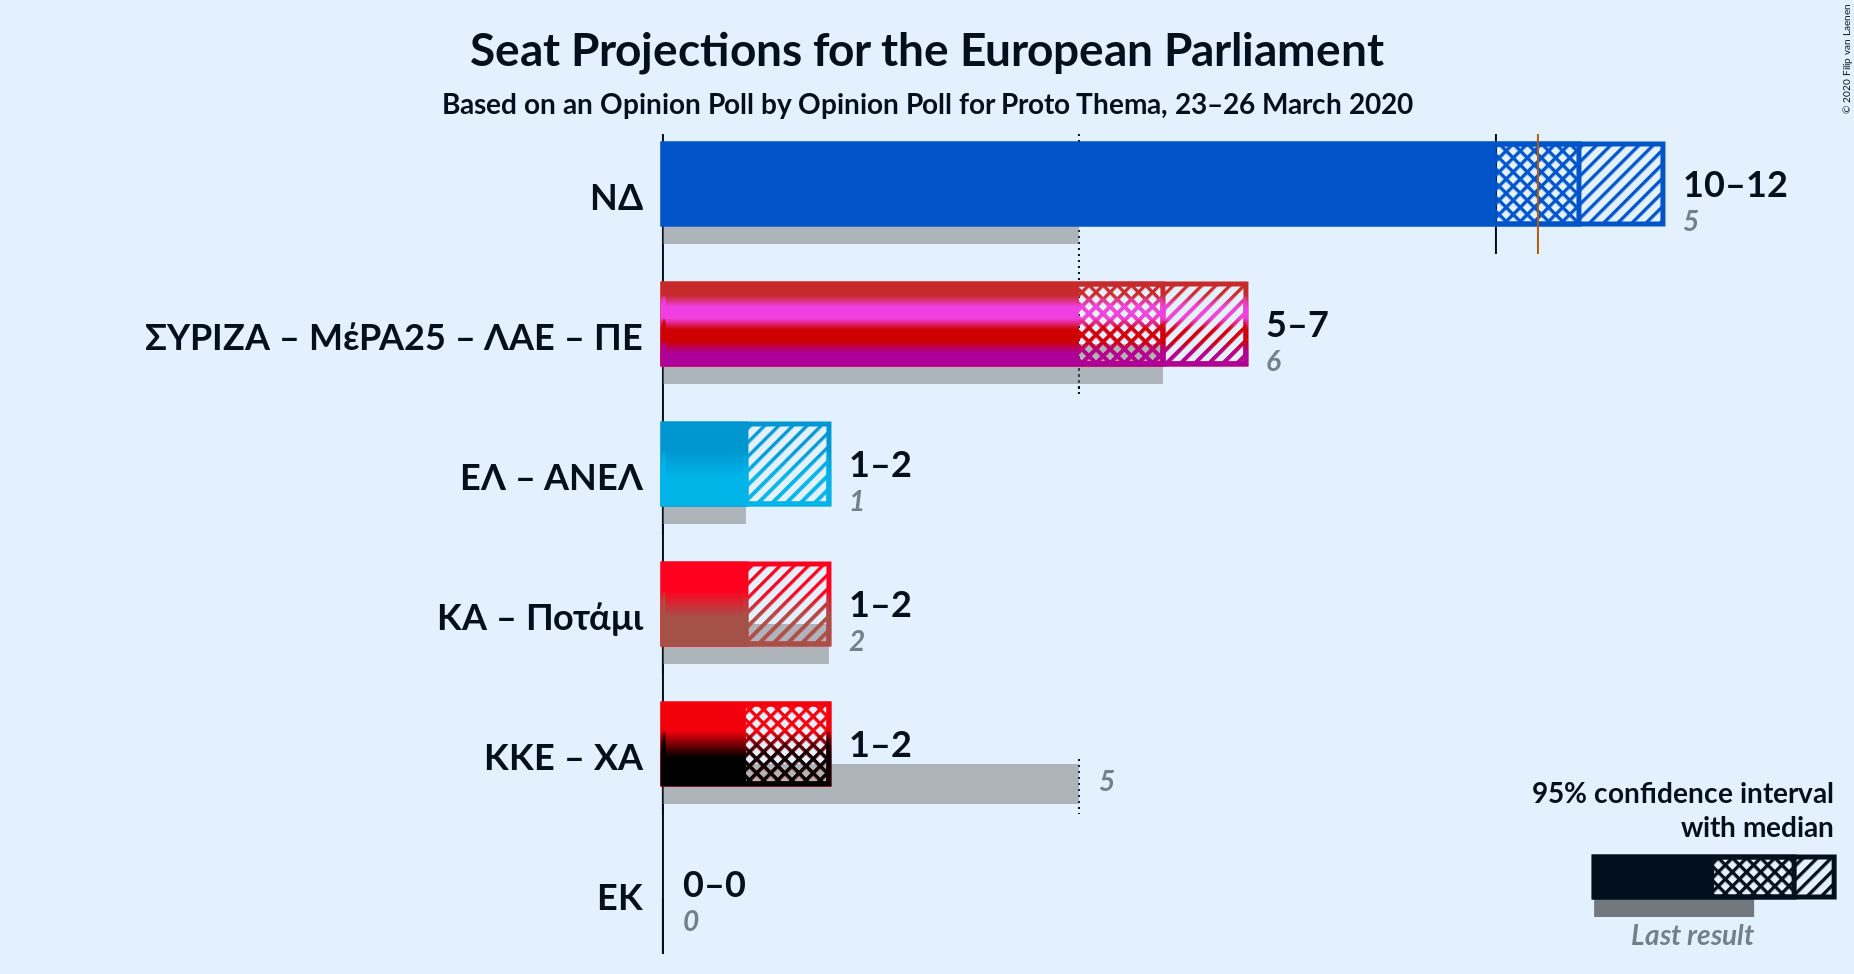 Seat Projections for the European Parliament
Based on an Opinion Poll by Opinion Poll for Proto Thema, 23–26 March 2020
© 2020 Filip van Laenen
ΝΔ
10–12
5
ΣΥΡΙΖΑ – ΜέΡΑ25 – ΛΑΕ – ΠΕ
5–7
6
ΕΛ – ΑΝΕΛ
1–2
1
ΚΑ – Ποτάμι
1–2
2
ΚΚΕ – ΧΑ
1–2
5
ΕΚ
0–0
0
95% confidence interval
with median
Last result